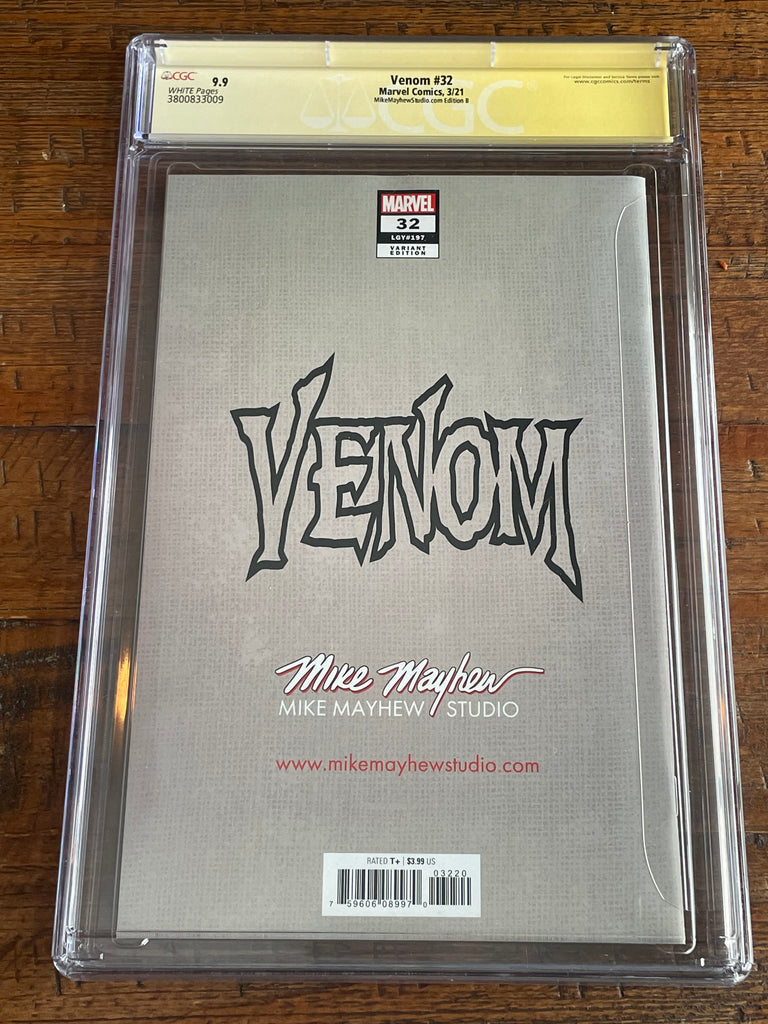 CGC
9.9
WHITE Pages
3800833009
Venom #32
Marvel Comics, 3/21
MikeMayhewStudio.com Edition B
For Legal Disclaimer and Service Terms please visit
www.cgccomics.com/terms
CGC
MARVEL
32
LGY#197
VARIANT
EDITION
VENOM
Mike Mayhew
MIKE MAYHEW STUDIO
www.mikemayhewstudio.com
RATED T+ | $3.99 US
03220
7 59606 08997 0